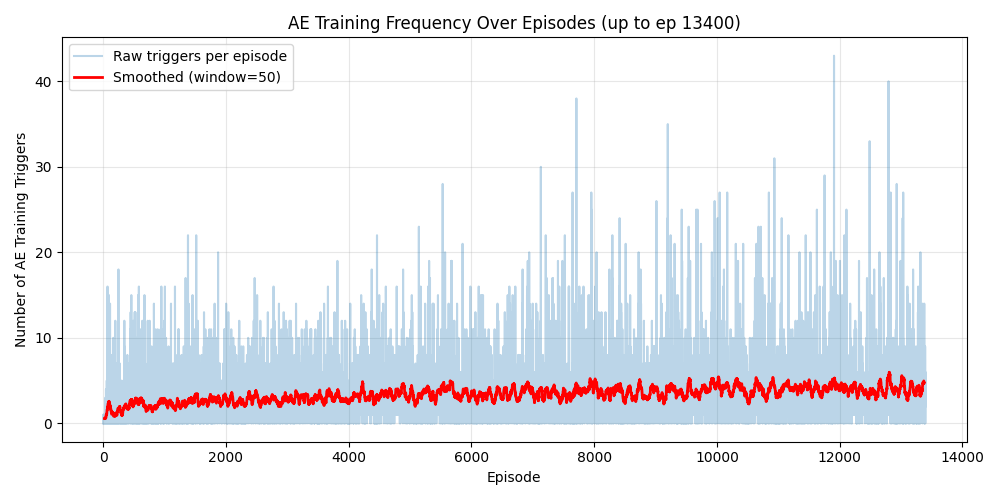 AE Training Frequency Over Episodes (up to ep 13400)
Raw triggers per episode
Smoothed (window=50)
Number of AE Training Triggers
40
30
20
10
0
0 2000 4000 6000 8000 10000 12000 14000
Episode